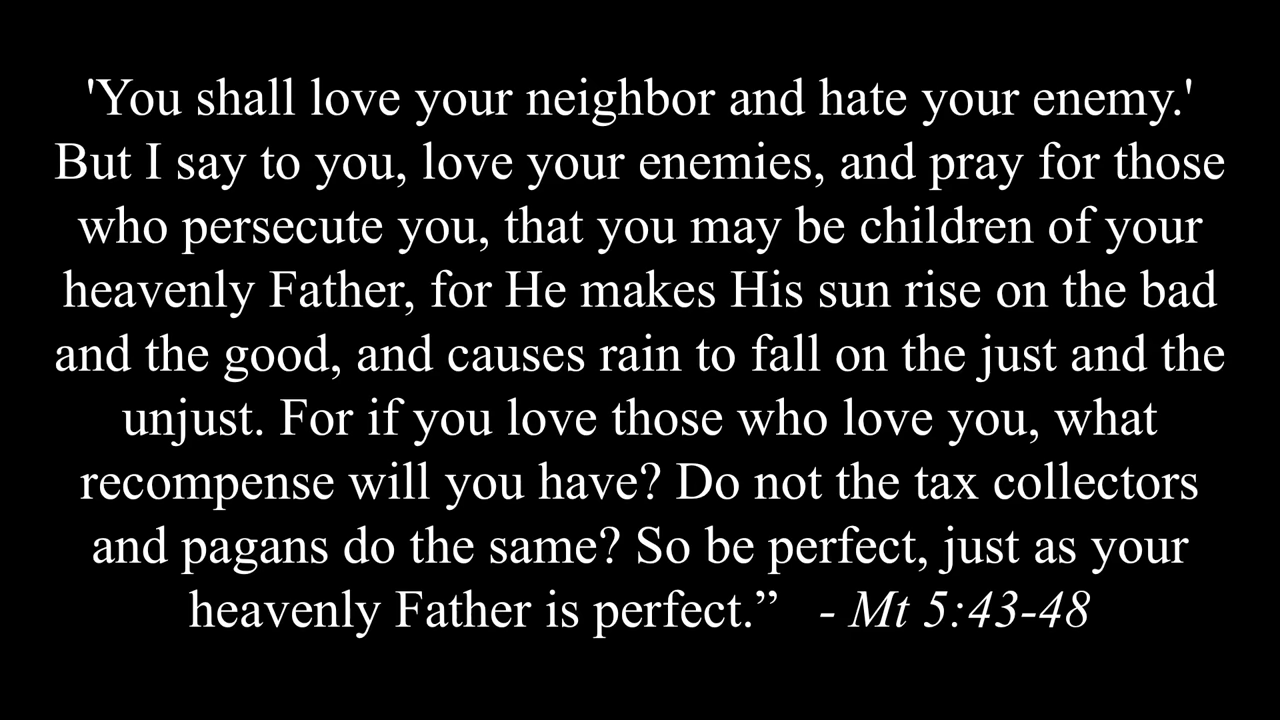 'You shall love your neighbor and hate your enemy.'
But I say to you, love your enemies, and pray for those
who persecute you, that you may be children of your
heavenly Father, for He makes His sun rise on the bad
and the good, and causes rain to fall on the just and the
unjust. For if you love those who love you, what
recompense will you have? Do not the tax collectors
and pagans do the same? So be perfect, just as your
heavenly Father is perfect.” - Mt 5:43-48